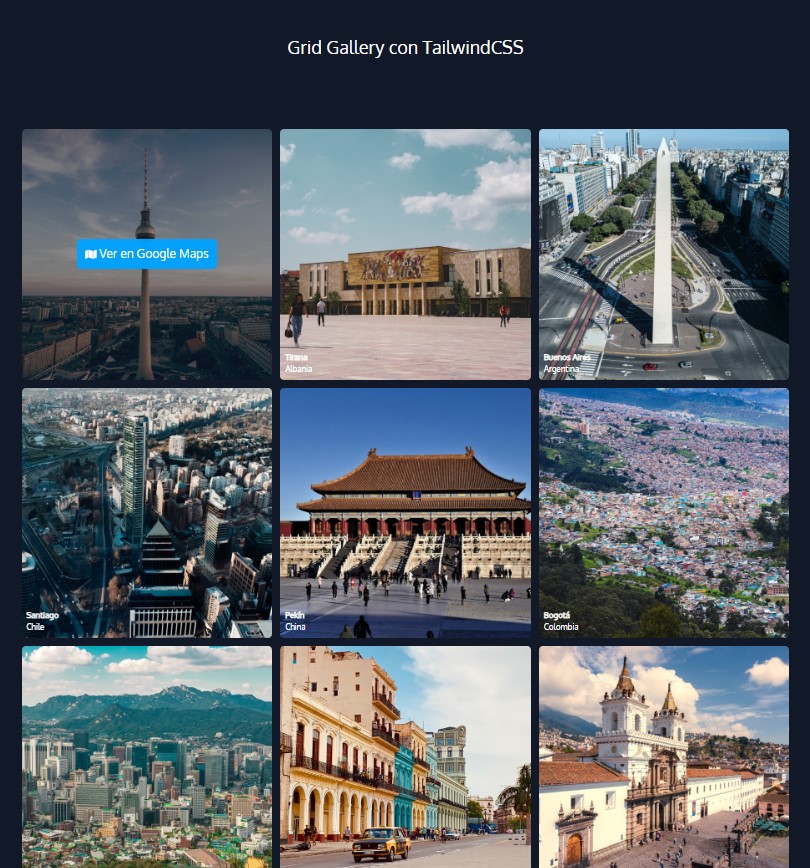 Grid Gallery con TailwindCSS
Ver en Google Maps
Tirana
Albania
Buenos Aires
Argentina
Santiago
Chile
Pekín
China
Bogotá
Colombia